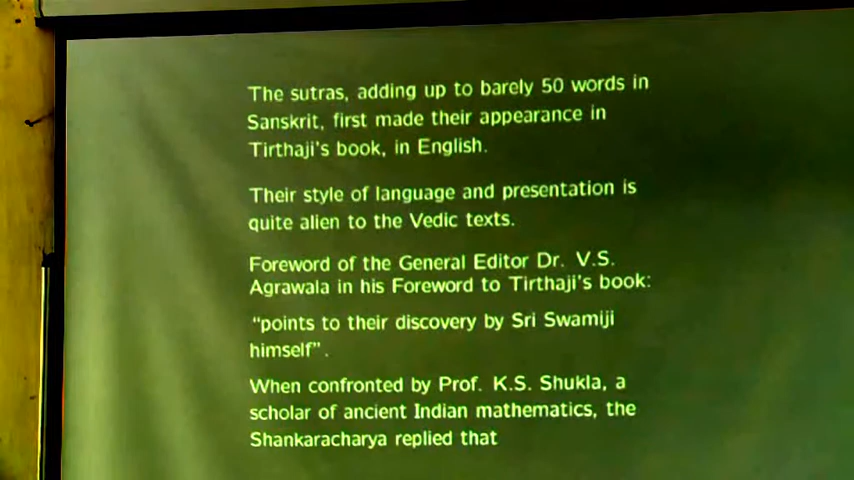 The sutras, adding up to barely 50 words in
Sanskrit, first made their appearance in
Tirthaji's book, in English.
Their style of language and presentation is
quite alien to the Vedic texts.
Foreword of the General Editor Dr. V.S.
Agrawala in his Foreword to Tirthaji's book:
“points to their discovery by Sri Swamiji
himself”.
When confronted by Prof. K.S. Shukla, a
scholar of ancient Indian mathematics, the
Shankaracharya replied that